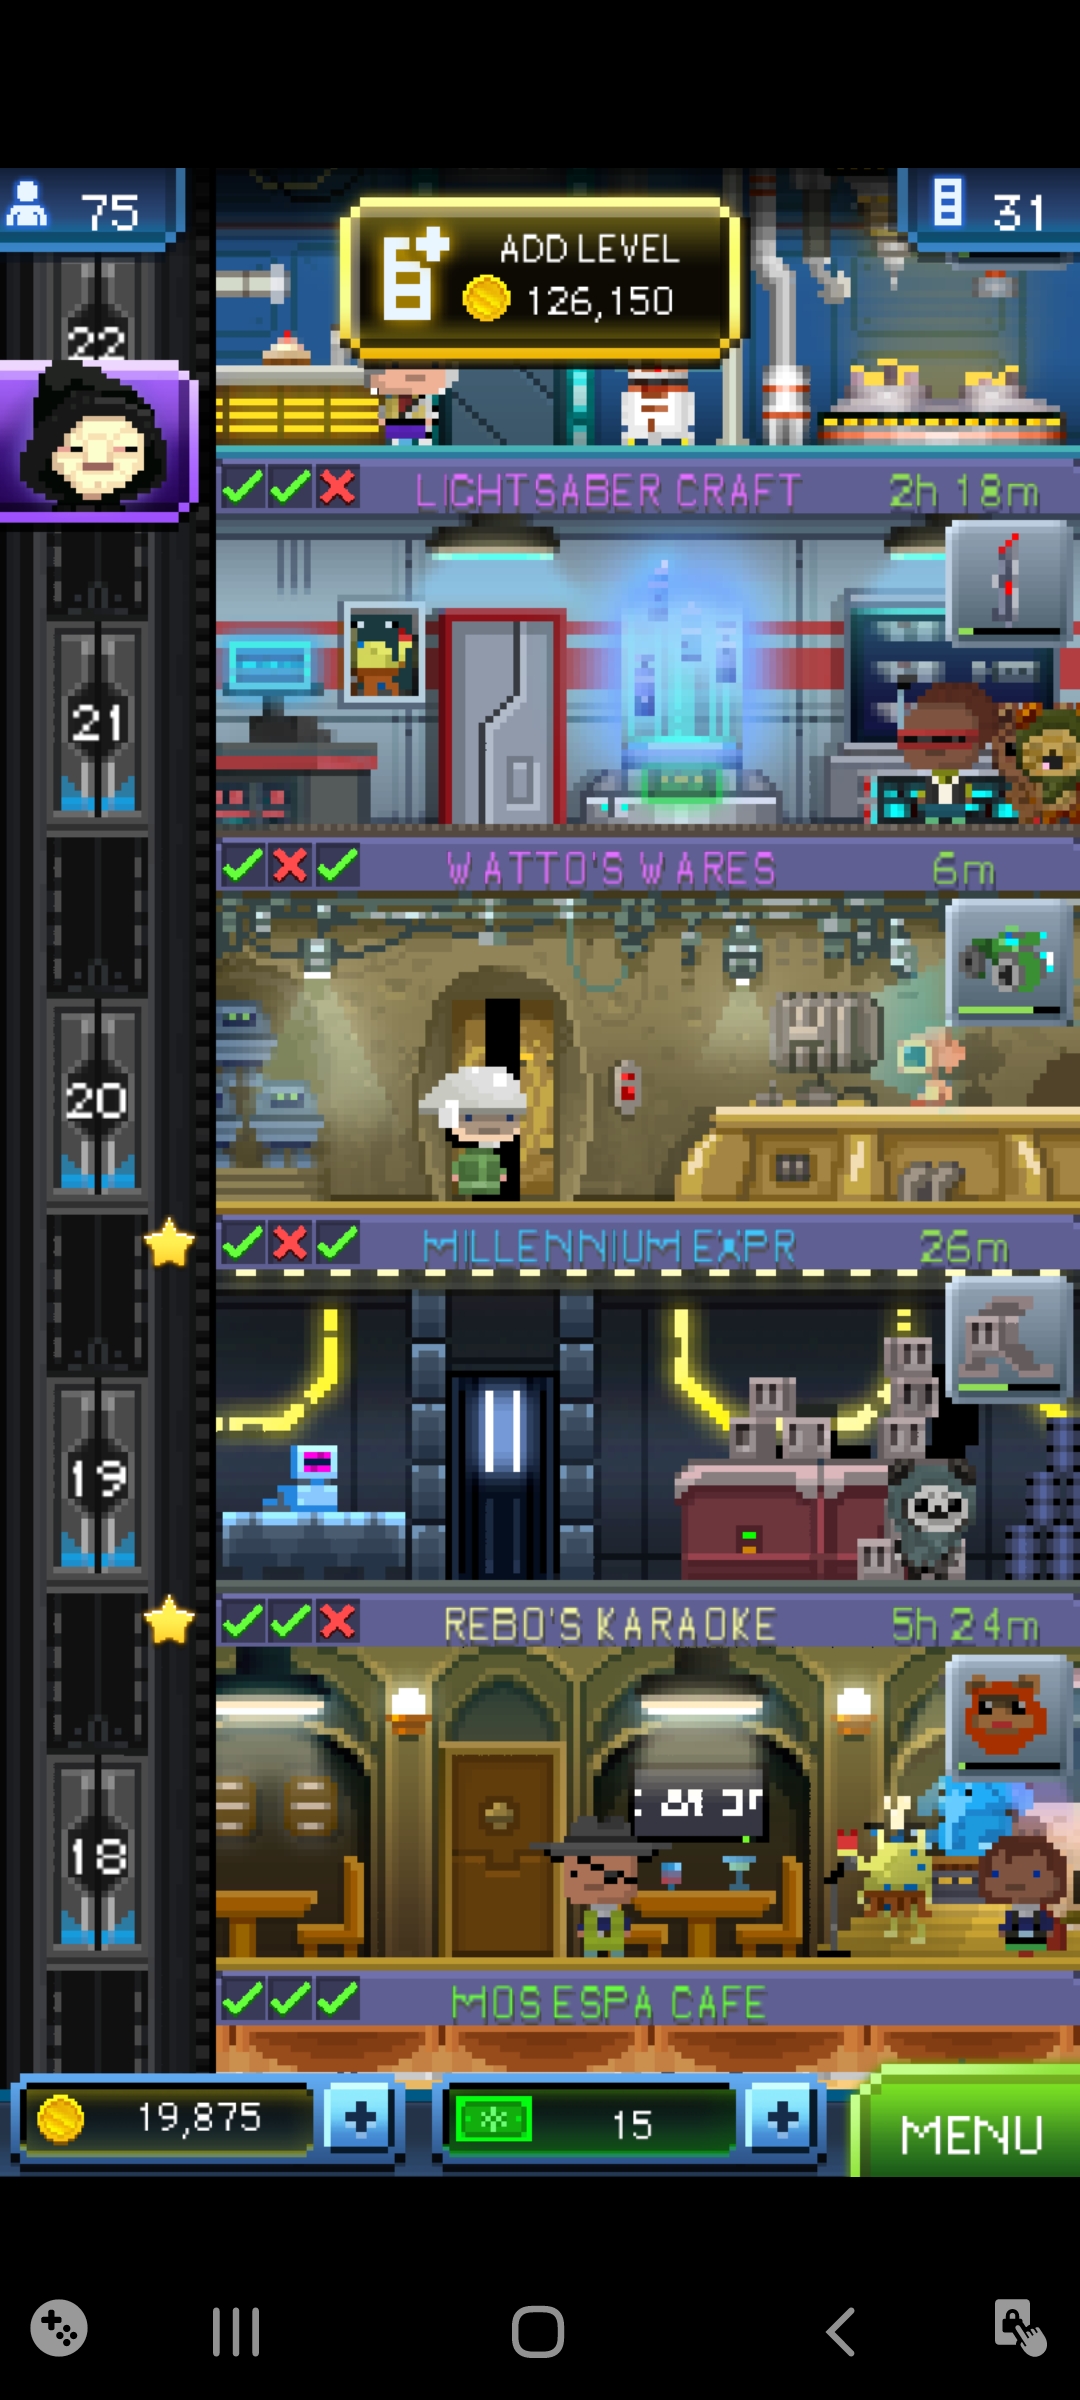 75
31
ADD LEVEL
126,150
22
LIGHTSABER CRAFT 2h 18m
21
WATTO'S WARES 6m
20
MILLENNIUM EXPR 26m
19
REBO'S KARAOKE 5h 24m
18
MOS ESPA CAFE
19,875
15
MENU